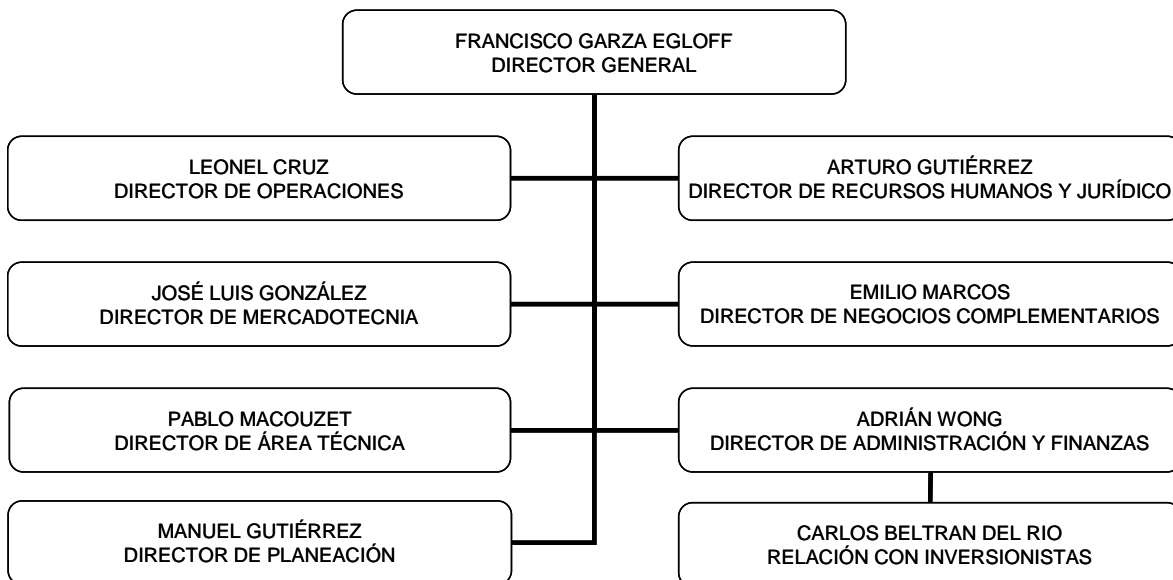 FRANCISCO GARZA EGLOFF
DIRECTOR GENERAL
LEONEL CRUZ
DIRECTOR DE OPERACIONES
ARTURO GUTIÉRREZ
DIRECTOR DE RECURSOS HUMANOS Y JURÍDICO
JOSÉ LUIS GONZÁLEZ
DIRECTOR DE MERCADOTECNIA
EMILIO MARCOS
DIRECTOR DE NEGOCIOS COMPLEMENTARIOS
PABLO MACOUZET
DIRECTOR DE ÁREA TÉCNICA
ADRIÁN WONG
DIRECTOR DE ADMINISTRACIÓN Y FINANZAS
MANUEL GUTIÉRREZ
DIRECTOR DE PLANEACIÓN
CARLOS BELTRAN DEL RIO
RELACIÓN CON INVERSIONISTAS